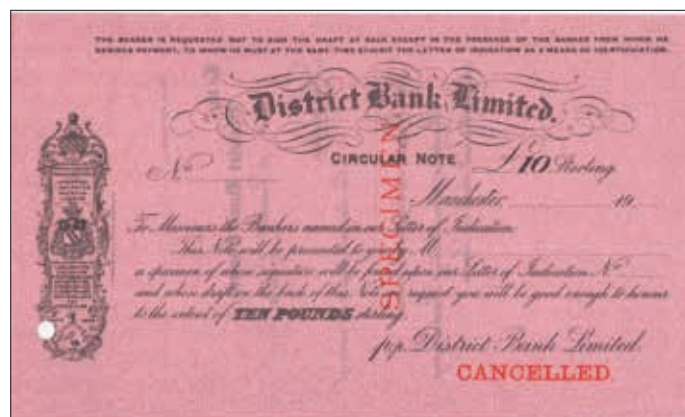 THE BEARER IS REQUESTED NOT TO SIGN THE DRAFT AT BACK EXCEPT IN THE PRESENCE OF THE BANKER FROM WHOM HE
DESIRES PAYMENT, TO WHOM HE MUST AT THE SAME TIME EXHIBIT THE LETTER OF INDICATION AS A MEANS OF IDENTIFICATION.
District Bank Limited.
CIRCULAR NOTE £10 Sterling
No
Manchester, 19
To Messieurs the Bankers named in our Letter of Indication.
This Note will be presented to you by M
a specimen of whose signature will be found upon our Letter of Indication No
and whose draft on the back of this Note we request you will be good enough to honour
to the extent of TEN POUNDS sterling
p.p. District Bank Limited.
SPECIMEN
CANCELLED